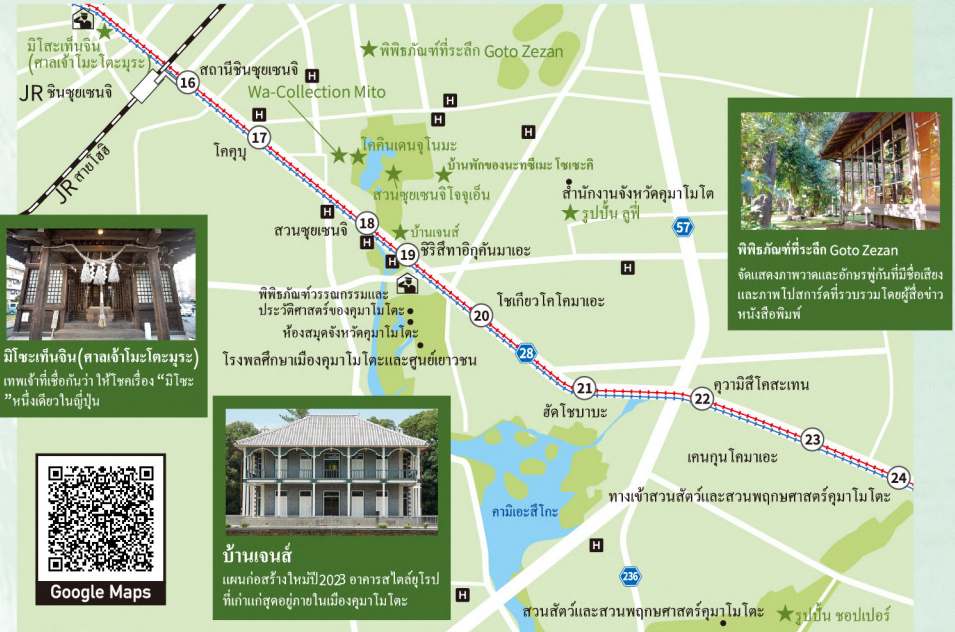 มิโสะเท็นจิน
(ศาลเจ้าโมะโตะมุระ)
JR ชินซุยเซนจิ
16
สถานีชินซุยเซนจิ
H
พิพิธภัณฑ์ที่ระลึก Goto Zezan
Wa-Collection Mito
H
H
H
H
17
โคคุบุ
JR สายโฮฮิ
โคคินเดนจุโนมะ
บ้านพักของนะทซึเมะ โซเซะกิ
สวนซุยเซนจิโจจุเอ็น
สำนักงานจังหวัดคุมาโมโต
รูปปั้น ลูฟี่
57
H
18
สวนซุยเซนจิ
H
บ้านเจนส์
H
19
ชิริสึทาอิกุคันมาเอะ
H
พิพิธภัณฑ์วรรณกรรมและ
ประวัติศาสตร์ของคุมาโมโตะ
ห้องสมุดจังหวัดคุมาโมโตะ
โรงพลศึกษาเมืองคุมาโมโตะและศูนย์เยาวชน
20
โชเกียวโคโคมาเอะ
28
21
ฮัตโชบาบะ
22
คุวามิสึโคสะเทน
23
เคนกุนโคมาเอะ
24
ทางเข้าสวนสัตว์และสวนพฤกษศาสตร์คุมาโมโตะ
คามิเอะสึโกะ
H
236
H
สวนสัตว์และสวนพฤกษศาสตร์คุมาโมโตะ
รูปปั้น ชอปเปอร์
พิพิธภัณฑ์ที่ระลึก Goto Zezan
จัดแสดงภาพวาดและอักษรพู่กันที่มีชื่อเสียง
และภาพโปสการ์ดที่รวบรวมโดยผู้สื่อข่าว
หนังสือพิมพ์
มิโซะเท็นจิน(ศาลเจ้าโมะโตะมุระ)
เทพเจ้าที่เชื่อกันว่า ให้โชคเรื่อง “มิโซะ
”หนึ่งเดียวในญี่ปุ่น
บ้านเจนส์
แผนก่อสร้างใหม่ปี2023 อาคารสไตล์ยุโรป
ที่เก่าแก่สุดอยู่ภายในเมืองคุมาโมโตะ
Google Maps